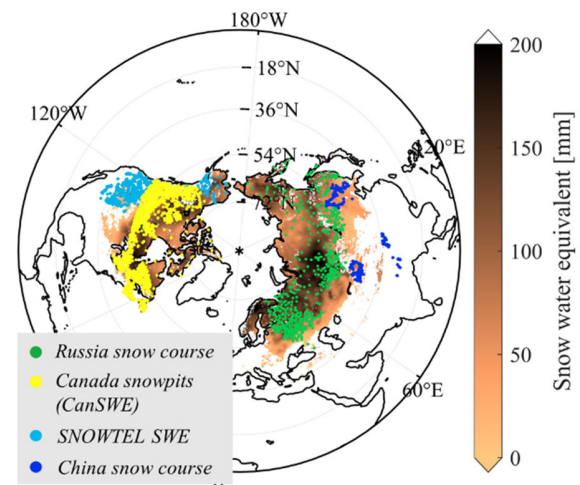 180°W
18°N
120°W
36°N
54°N
120°E
60°E
Russia snow course
Canada snowpits
(CanSWE)
SNOWTEL SWE
China snow course
200
150
100
50
0
Snow water equivalent [mm]